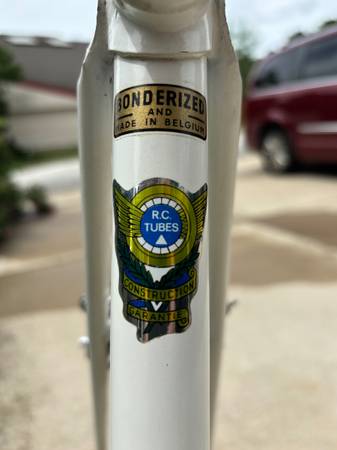 BONDERIZED
AND
MADE IN BELGIUM
R.C.
TUBES
CONSTRUCTION
GARANTIE